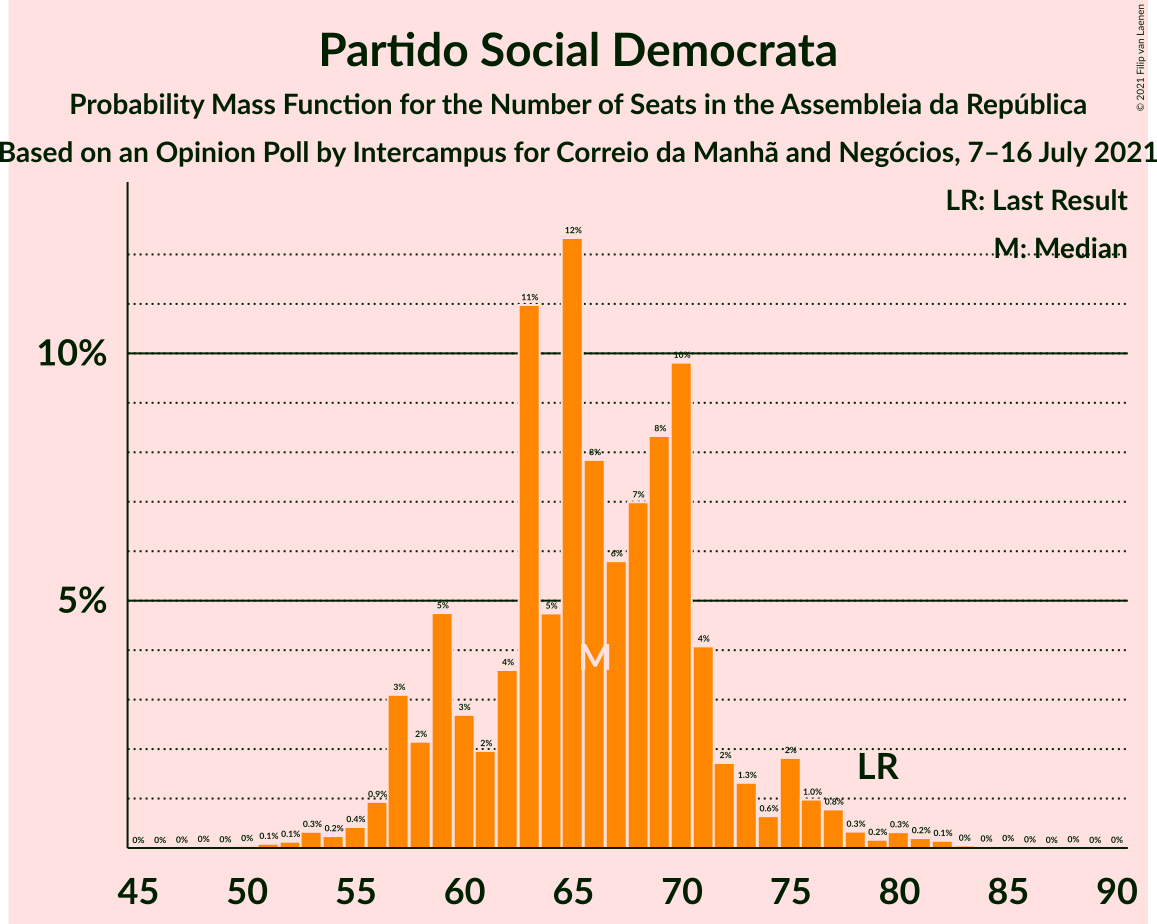 Partido Social Democrata
Probability Mass Function for the Number of Seats in the Assembleia da República
Based on an Opinion Poll by Intercampus for Correio da Manhã and Negócios, 7–16 July 2021
© 2021 Filip van Laenen
LR: Last Result
M: Median
10%
5%
0% 0% 0% 0% 0% 0% 0.1% 0.1% 0.3% 0.2% 0.4% 0.9% 3% 2% 5% 3% 2% 4% 11% 5% 12% 8% 6% 7% 8% 10% 4% 2% 1.3% 0.6% 2% 1.0% 0.8% 0.3% 0.2% 0.3% 0.2% 0.1% 0% 0% 0% 0% 0% 0% 0% 0%
M
LR
45 50 55 60 65 70 75 80 85 90